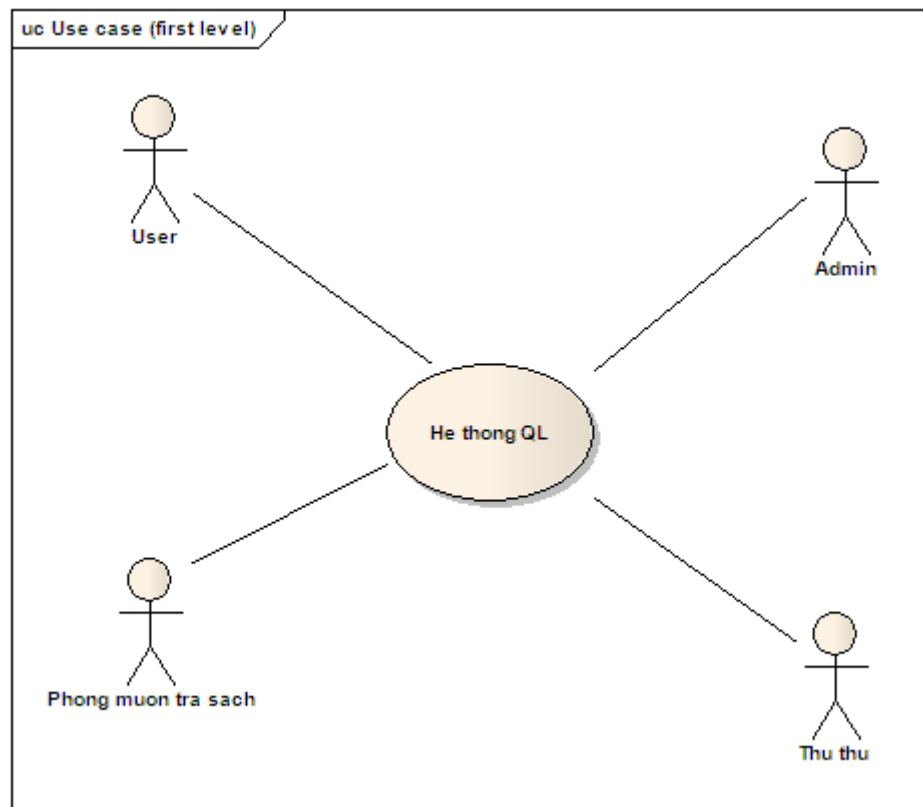 uc Use case (first level)
User
Admin
He thong QL
Phong muon tra sach
Thu thu